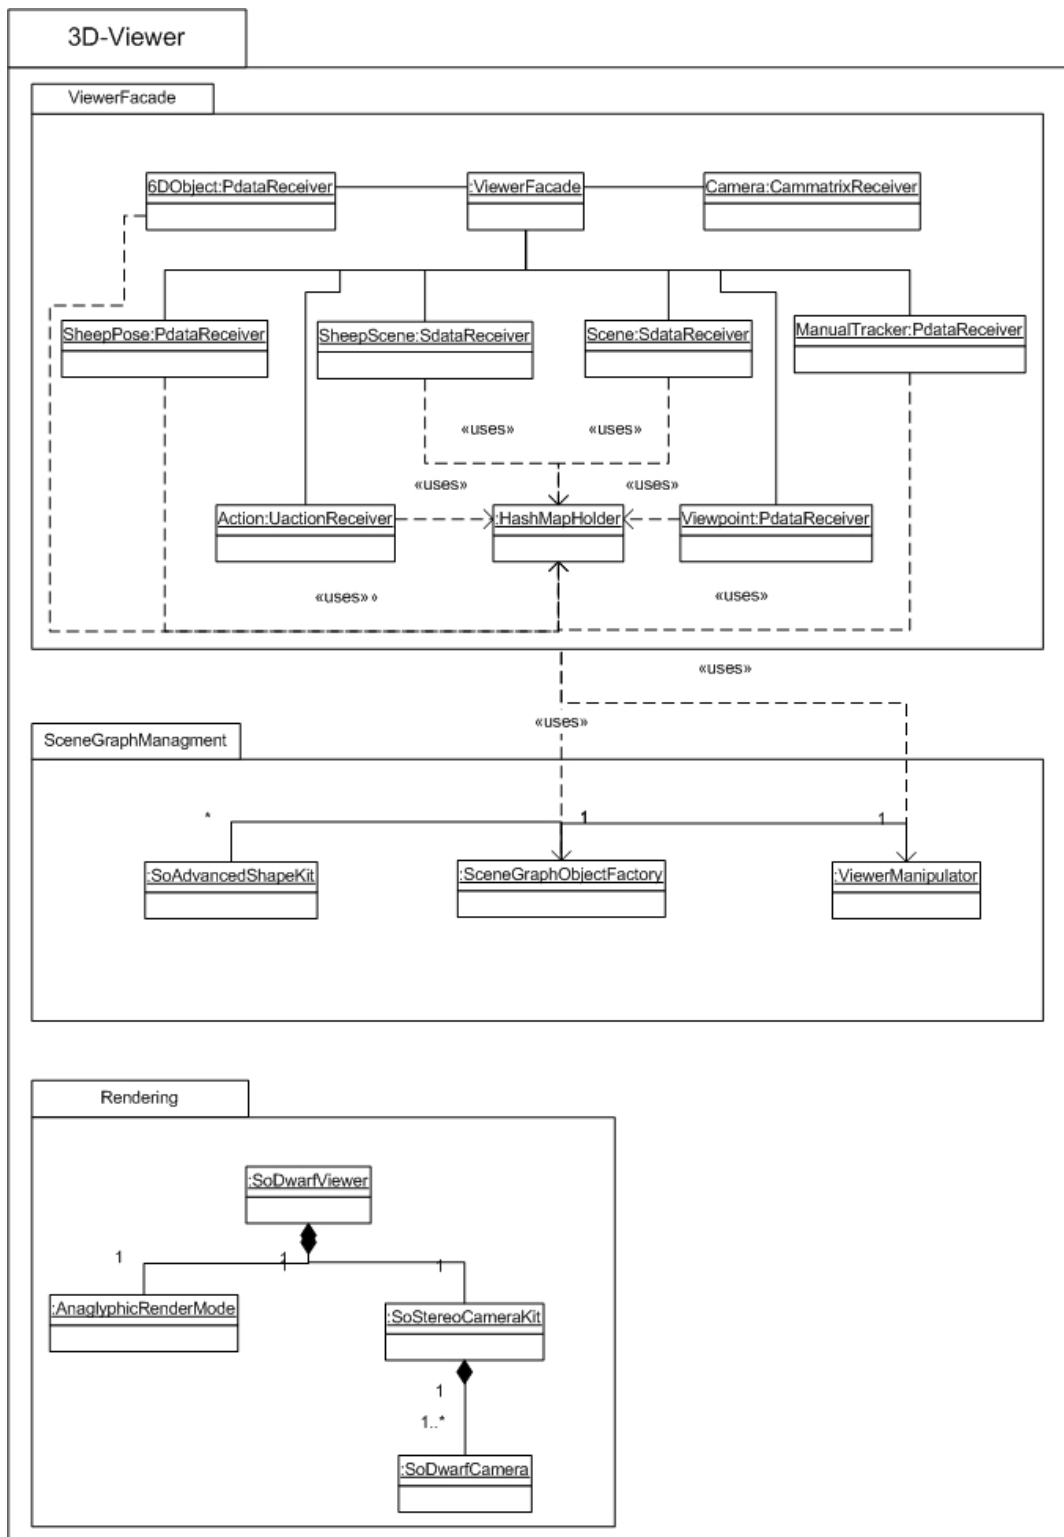 3D-Viewer
ViewerFacade
6DObject:PdataReceiver
:ViewerFacade
Camera:CammatrixReceiver
SheepPose:PdataReceiver
SheepScene:SdataReceiver
Scene:SdataReceiver
ManualTracker:PdataReceiver
«uses»
«uses»
«uses»
«uses»
Action:UactionReceiver
:HashMapHolder
Viewpoint:PdataReceiver
«uses» »
«uses»
«uses»
«uses»
SceneGraphManagment
*
1
1
:SoAdvancedShapeKit
:SceneGraphObjectFactory
:ViewerManipulator
Rendering
:SoDwarfViewer
1
1
1
:AnaglyphicRenderMode
:SoStereoCameraKit
1
1..*
:SoDwarfCamera